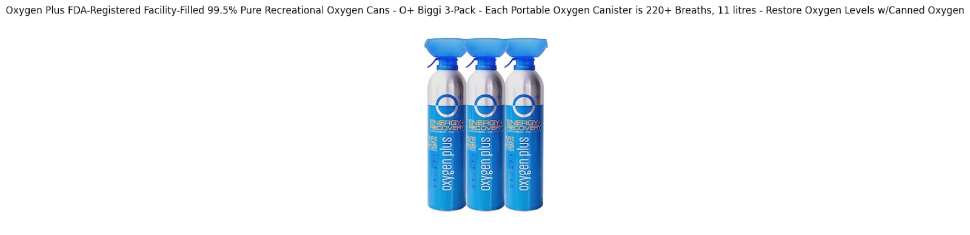 Oxygen Plus FDA-Registered Facility-Filled 99.5% Pure Recreational Oxygen Cans - O+ Biggi 3-Pack - Each Portable Oxygen Canister is 220+ Breaths, 11 litres - Restore Oxygen Levels w/Canned Oxygen
ENERGY+ ENERGY+ ENERGY+
RECOVERY RECOVERY RECOVERY
oxygen plus oxygen plus oxygen plus